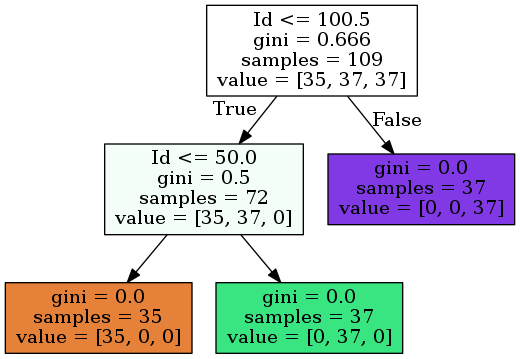 Id <= 100.5
gini = 0.666
samples = 109
value = [35, 37, 37]
True
False
Id <= 50.0
gini = 0.5
samples = 72
value = [35, 37, 0]
gini = 0.0
samples = 37
value = [0, 0, 37]
gini = 0.0
samples = 35
value = [35, 0, 0]
gini = 0.0
samples = 37
value = [0, 37, 0]